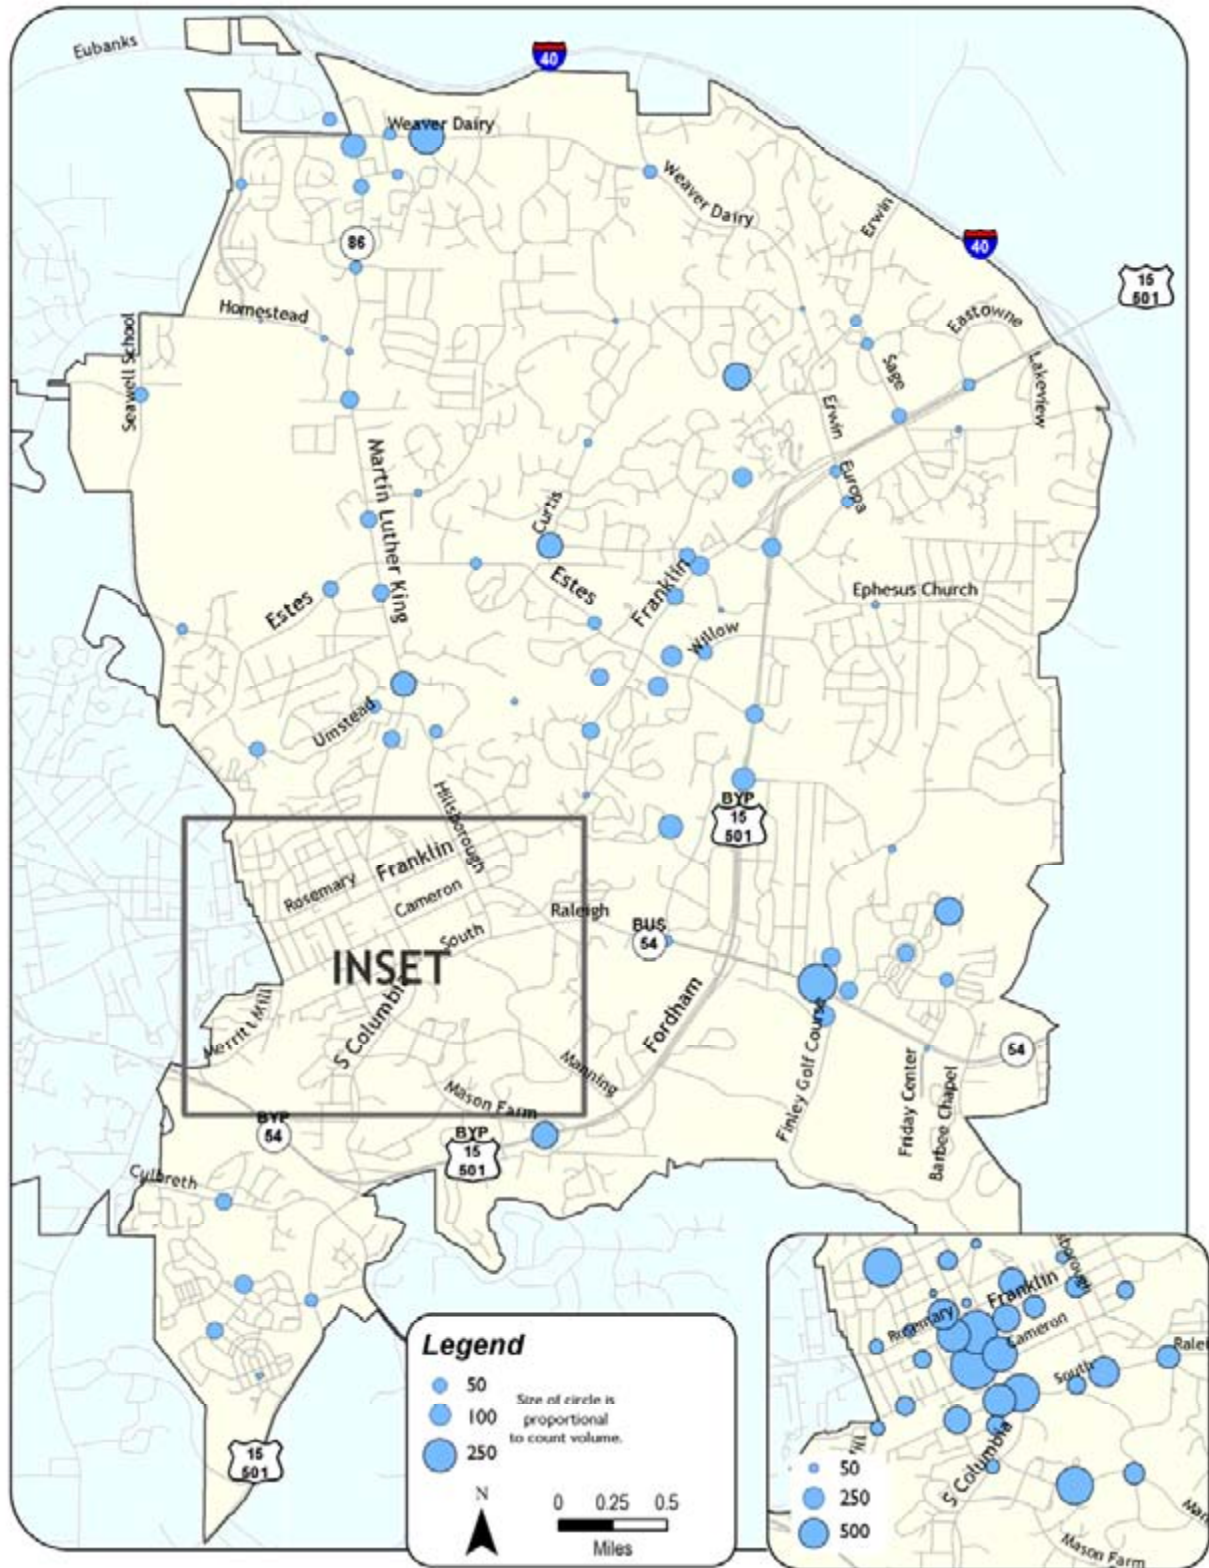 Eubanks
40
Weaver Dairy
Weaver Dairy
Erwin
86
40
15
501
Homestead
Eastowne
Seawell School
Sage
Lakeview
Erwin
Martin Luther King
Europa
Curtis
Estes
Franklin
Ephesus Church
Estes
Willow
Umstead
Hillsborough
BYP
15
501
Franklin
Rosemary
Cameron
Raleigh
BUS
54
South
INSET
S Columbia
Merritt Mill
Fordham
Finley Golf Course
54
Manning
Friday Center
Barbee Chapel
Mason Farm
BYP
54
BYP
15
501
Culbreth
15
501
Legend
50
100
250
Size of circle is
proportional
to count volume.
N
0 0.25 0.5
Miles
sborough
Franklin
Rosemary
Cameron
South
Ralei
S Columbia
50
250
500
Mason Farm